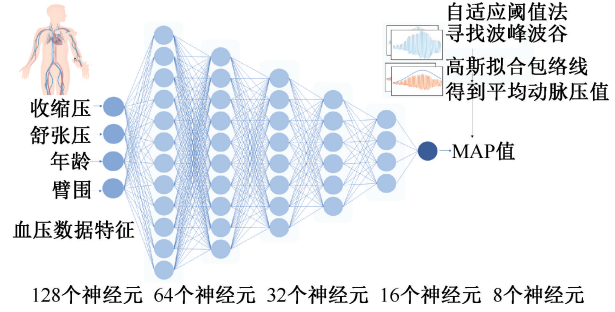 自适应阈值法
寻找波峰波谷
高斯拟合包络线
得到平均动脉压值
收缩压
舒张压
年龄
臂围
血压数据特征
MAP值
128个神经元 64个神经元 32个神经元 16个神经元 8个神经元